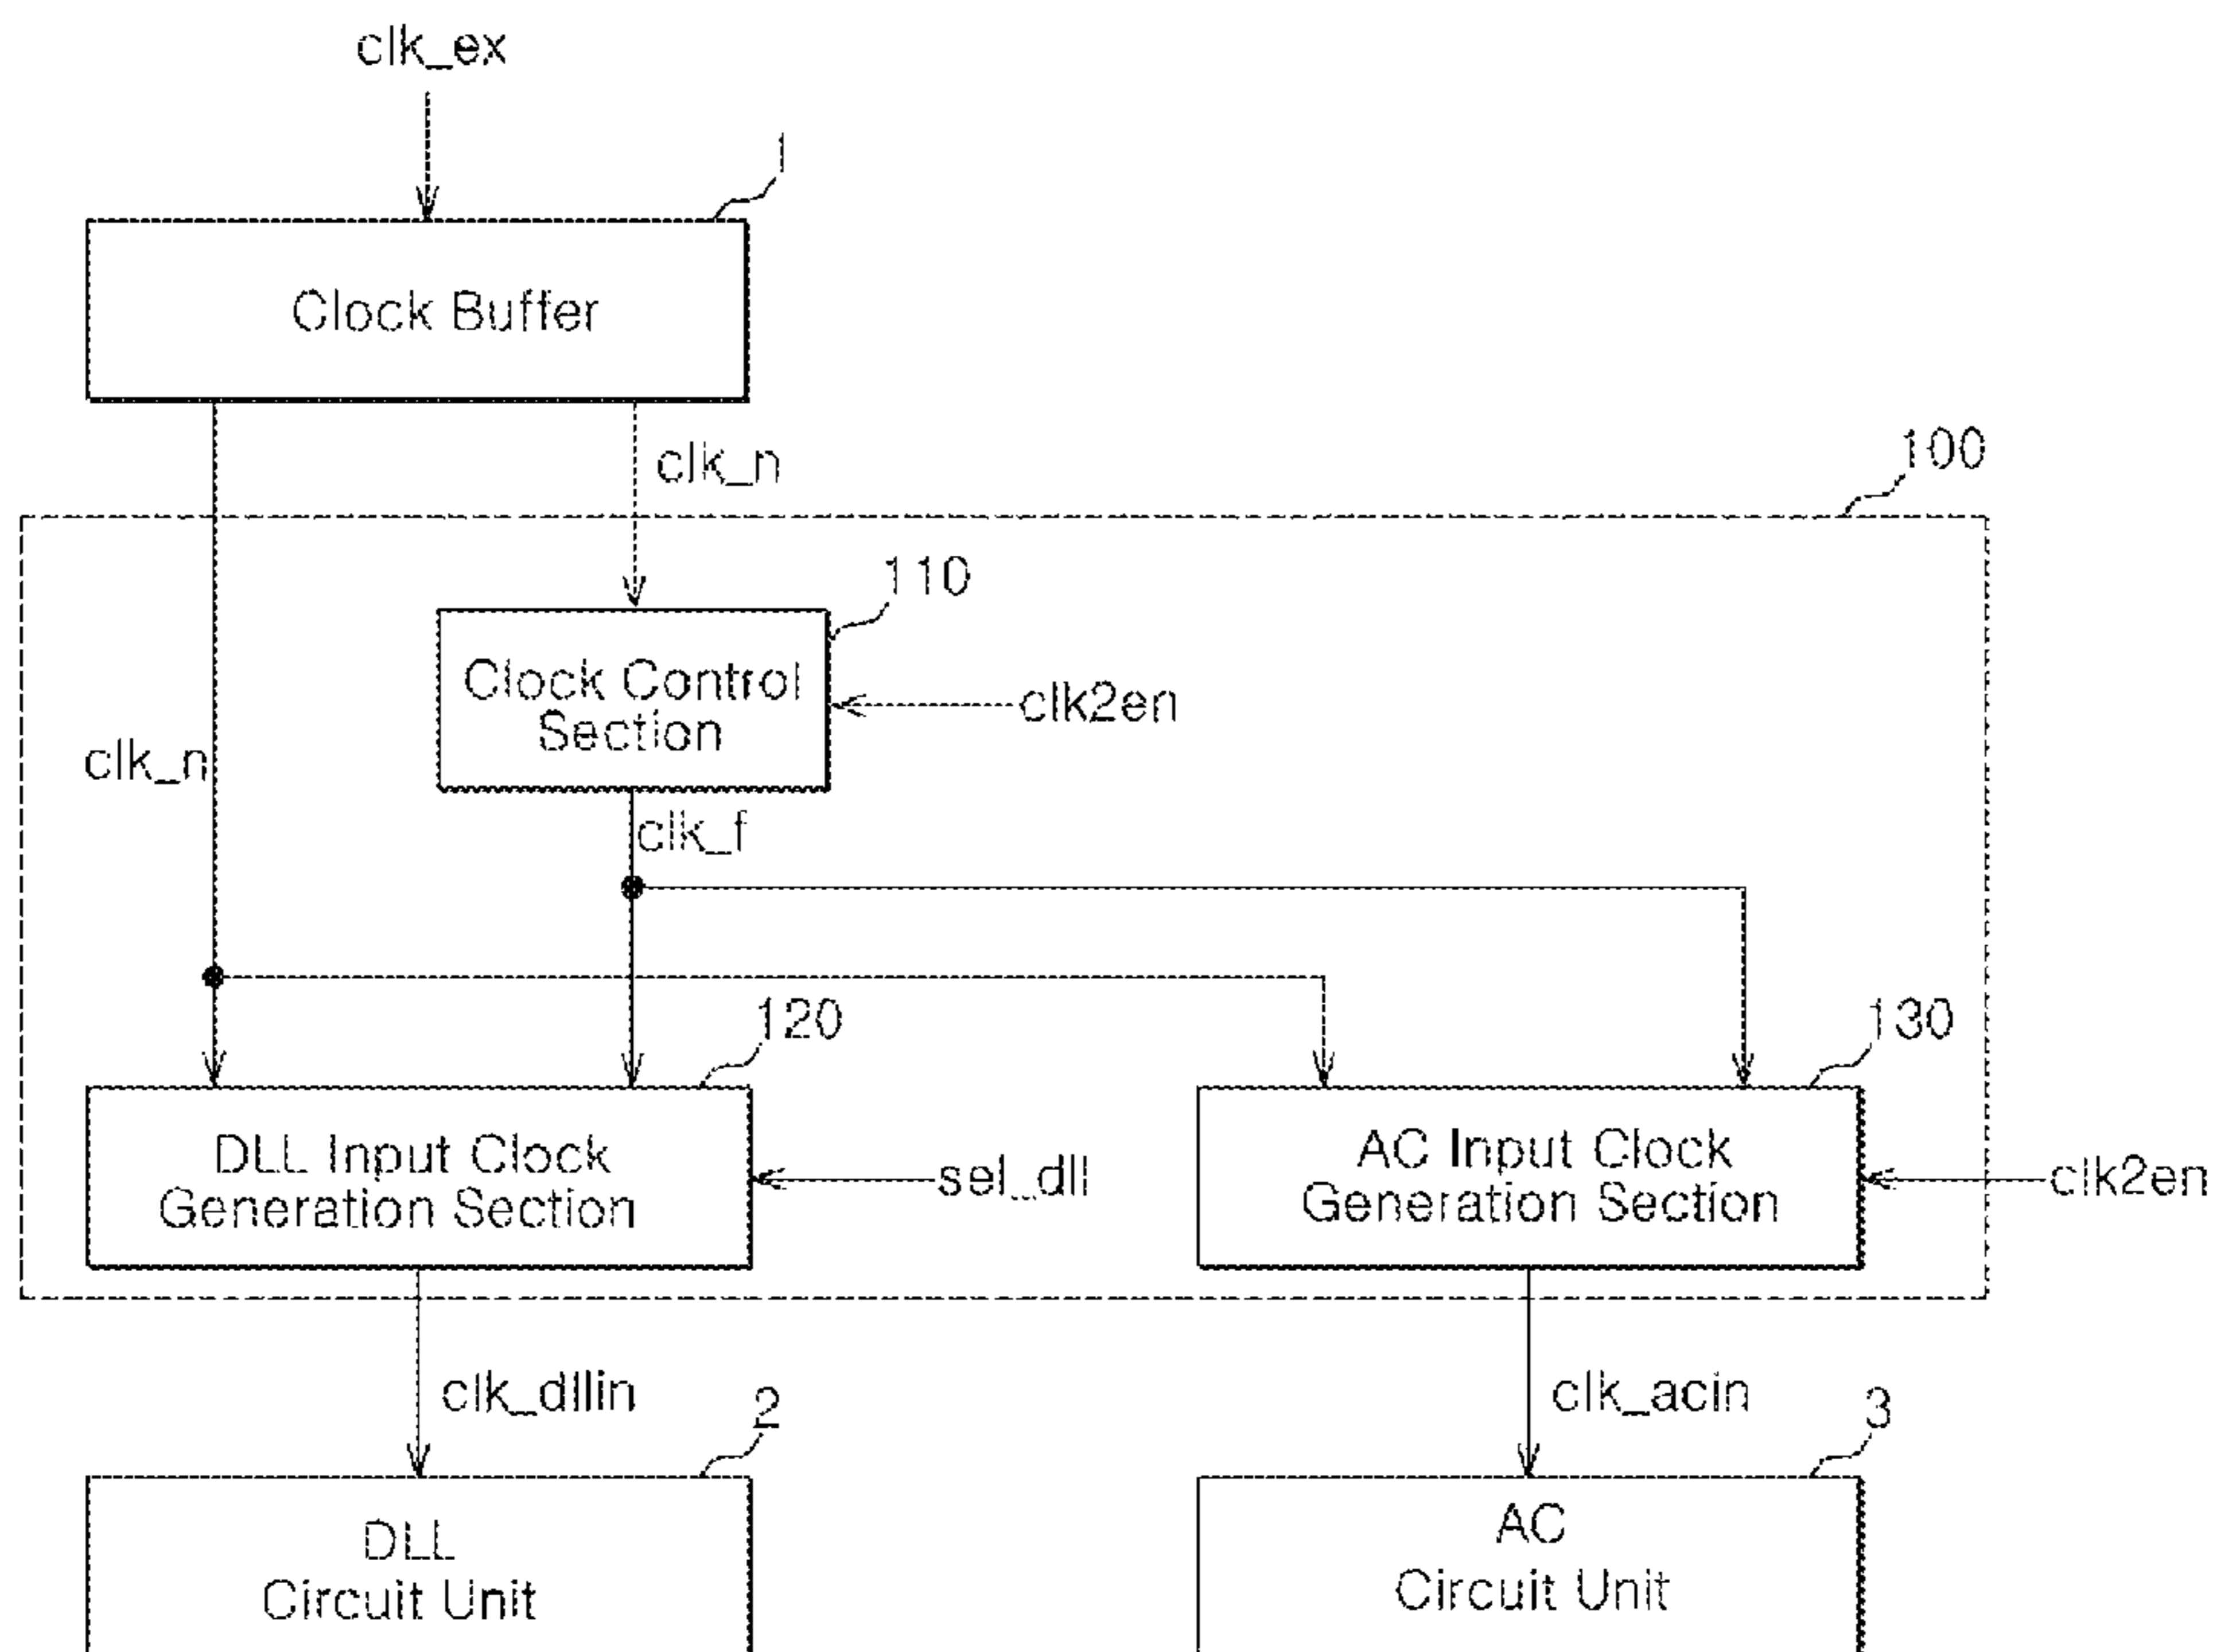 clk_ex
1
Clock Buffer
clk_n
100
110
Clock Control
Section
clk2en
clk_n
clk_f
120
130
DLL Input Clock
Generation Section
sel_dll
AC Input Clock
Generation Section
clk2en
clk_dllin
2
clk_acin
3
DLL
Circuit Unit
AC
Circuit Unit